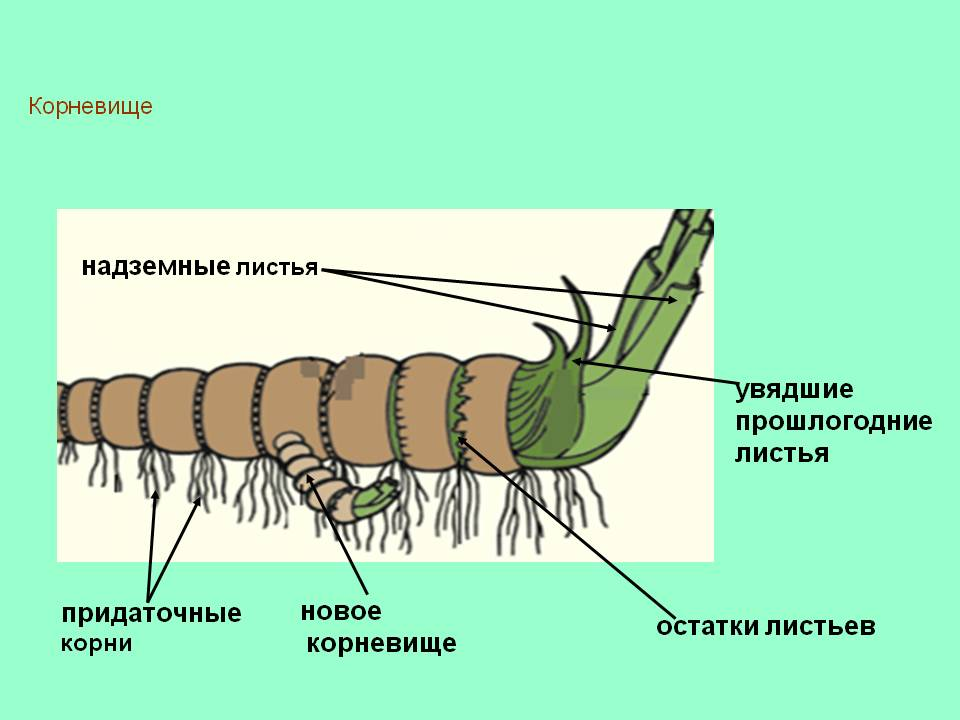 Корневище
надземные листья
увядшие
прошлогодние
листья
придаточные
корни
новое
корневище
остатки листьев